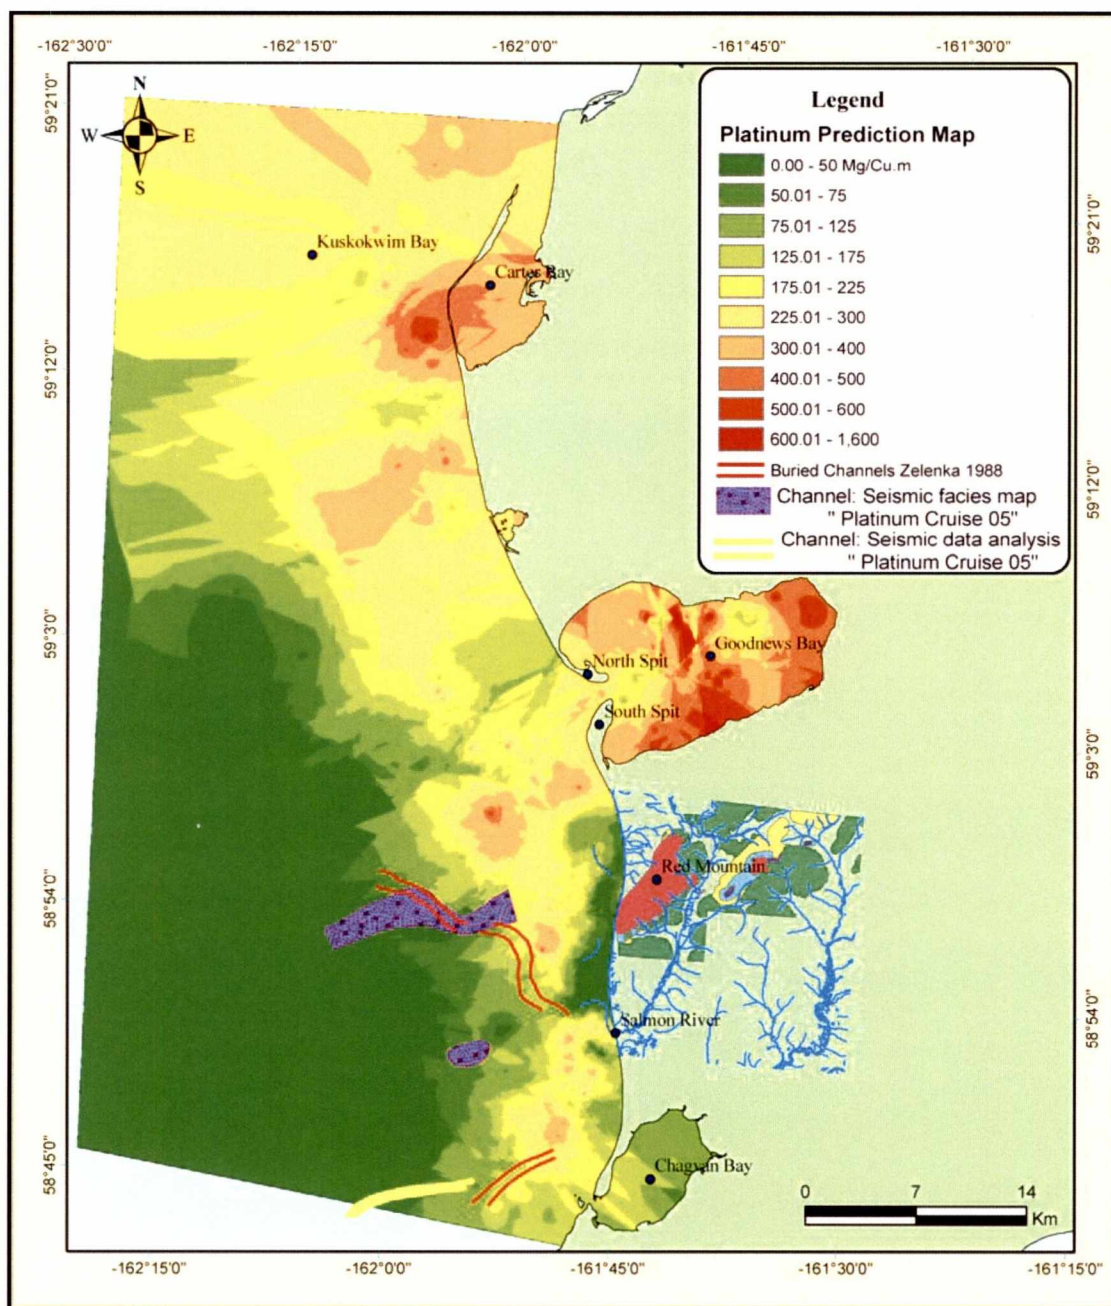 -162°30'0" -162°15'0" -162°0'0" -161°45'0" -161°30'0"
59°21'0"
59°12'0"
59°3'0"
58°54'0"
58°45'0"
N
W E
S
Legend
Platinum Prediction Map
0.00 - 50 Mg/Cu.m
50.01 - 75
75.01 - 125
125.01 - 175
175.01 - 225
225.01 - 300
300.01 - 400
400.01 - 500
500.01 - 600
600.01 - 1,600
Buried Channels Zelenka 1988
Channel: Seismic facies map
" Platinum Cruise 05"
Channel: Seismic data analysis
" Platinum Cruise 05"
Kuskokwim Bay
Carter Bay
Goodnews Bay
North Spit
South Spit
Red Mountain
Salmon River
Chagvan Bay
0 7 14
Km
59°21'0"
59°12'0"
59°3'0"
58°54'0"
-162°15'0" -162°0'0" -161°45'0" -161°30'0" -161°15'0"